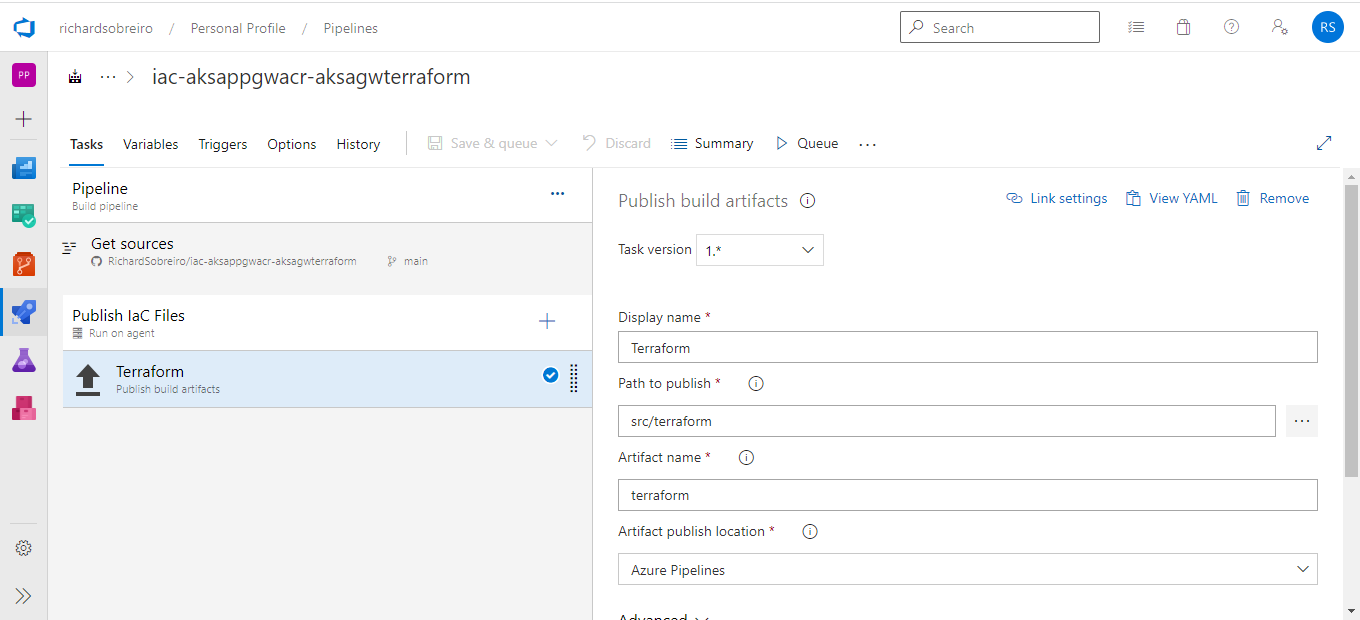 richardsobreiro / Personal Profile / Pipelines
Search
RS
PP
iac-aksappgwacr-aksagwterraform
Tasks Variables Triggers Options History Save & queue Discard Summary Queue ...
Pipeline
Build pipeline
Get sources
RichardSobreiro/iac-aksappgwacr-aksagwterraform main
Publish IaC Files
Run on agent
Terraform
Publish build artifacts
Publish build artifacts Link settings View YAML Remove
Task version 1.*
Display name *
Terraform
Path to publish *
src/terraform
Artifact name *
terraform
Artifact publish location *
Azure Pipelines
Advanced